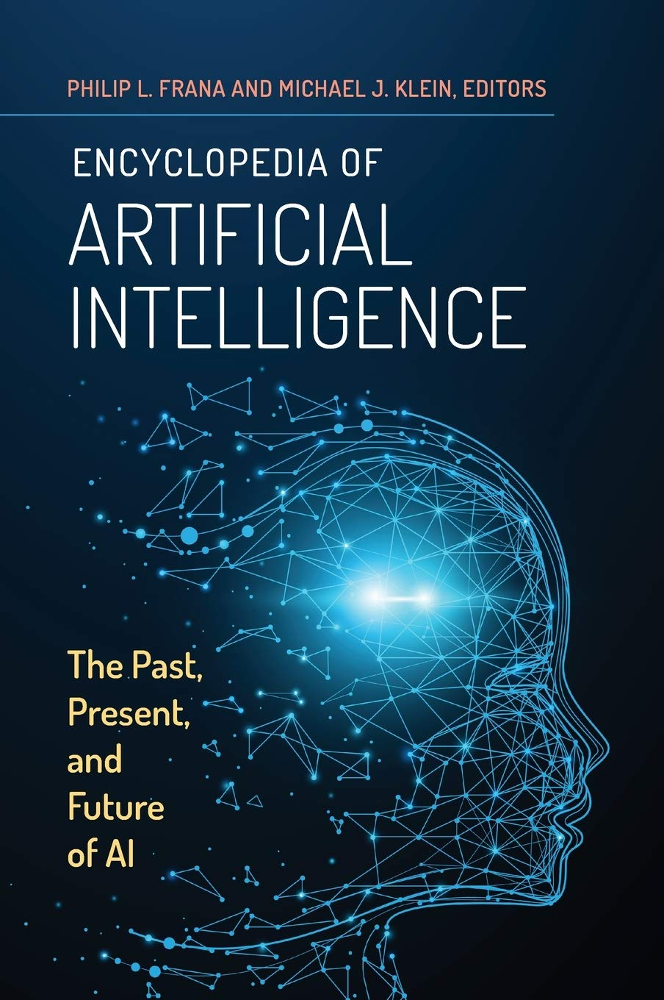 PHILIP L. FRANA AND MICHAEL J. KLEIN, EDITORS
ENCYCLOPEDIA OF
ARTIFICIAL
INTELLIGENCE
The Past,
Present,
and
Future
of AI